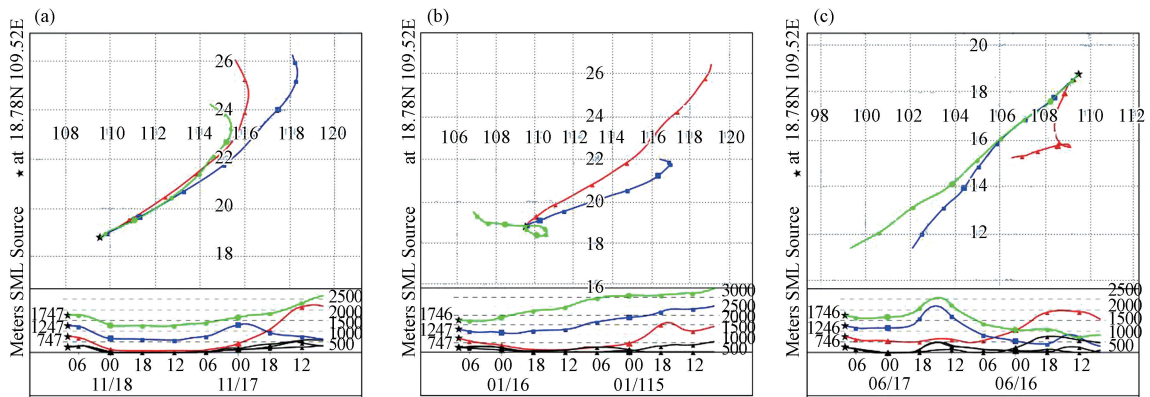 (a)
★ at 18.78N 109.52E
Meters SML Source
26
24
108 110 112 114 116 118 120
22
20
18
1747
1247
747
2500
2000
1500
1000
500
06 00 18 12 06 00 18 12
11/18 11/17
(b)
at 18.78N 109.52E
Meters SML Source
26
24
106 108 110 112 114 116 118 120
22
20
18
16
1746
1247
747
3000
2500
2000
1500
1000
500
06 00 18 12 06 00 18 12
01/16 01/115
(c)
★ at 18.78N 109.52E
Meters SML Source
20
18
98 100 102 104 106 108 110 112
16
14
12
1746
1246
746
2500
2000
1500
1000
500
06 00 18 12 06 00 18 12
06/17 06/16